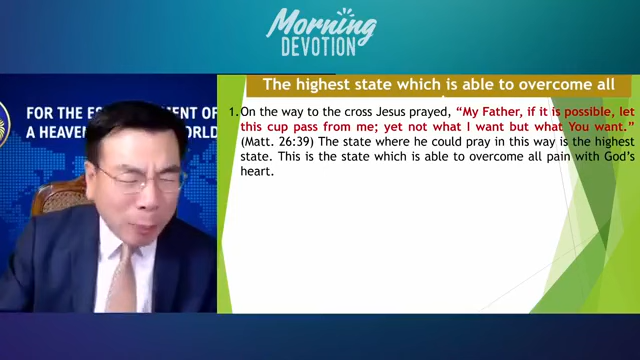 Morning
DEVOTION
FOR THE ES OF
A HEAVEN WORLD
The highest state which is able to overcome all
1. On the way to the cross Jesus prayed, “My Father, if it is possible, let
this cup pass from me; yet not what I want but what You want.”
(Matt. 26:39) The state where he could pray in this way is the highest
state. This is the state which is able to overcome all pain with God’s
heart.